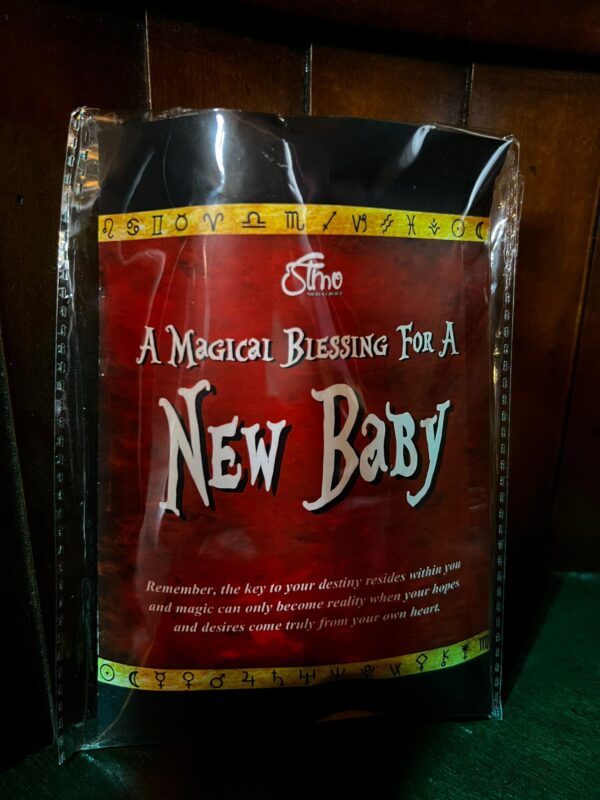 ♌ ♋ ♊ ♉ ♈ ♎ ♏ ♐ ♑ ♒ ♓
A Magical Blessing For A
New Baby
Remember, the key to your destiny resides within you
and magic can only become reality when your hopes
and desires come truly from your own heart.